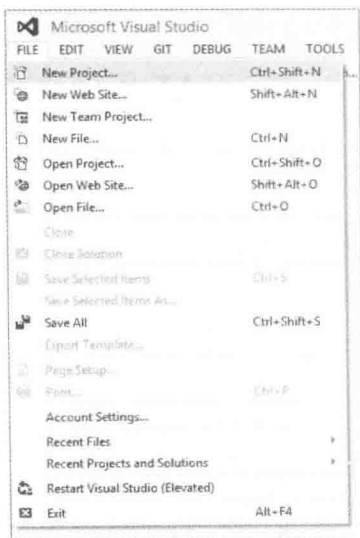 Microsoft Visual Studio
FILE EDIT VIEW GIT DEBUG TEAM TOOLS
New Project... Ctrl+Shift+N
New Web Site... Shift+Alt+N
New Team Project...
New File... Ctrl+N
Open Project... Ctrl+Shift+O
Open Web Site... Shift+Alt+O
Open File... Ctrl+O
Close
Close Solution
Save Selected Items Ctrl+S
Save Selected Items As...
Save All Ctrl+Shift+S
Export Template...
Page Setup...
Print... Ctrl+P
Account Settings...
Recent Files
Recent Projects and Solutions
Restart Visual Studio (Elevated)
Exit Alt+F4